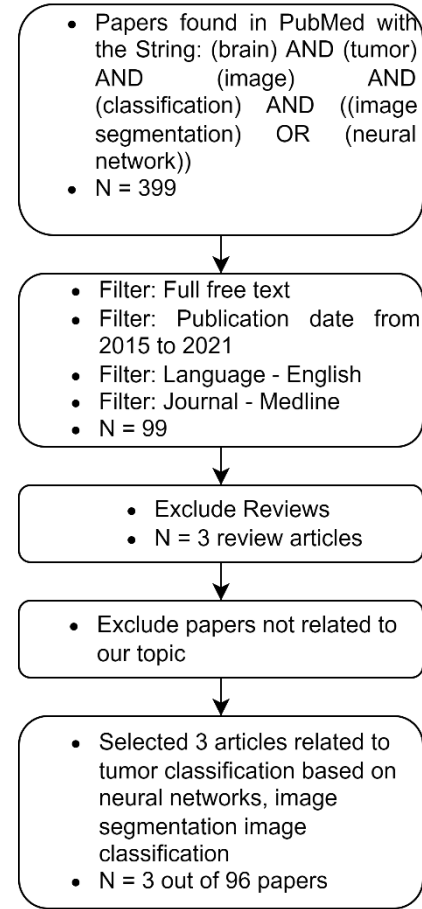 • Papers found in PubMed with
the String: (brain) AND (tumor)
AND (image) AND
(classification) AND ((image
segmentation) OR (neural
network))
• N = 399
• Filter: Full free text
• Filter: Publication date from
2015 to 2021
• Filter: Language - English
• Filter: Journal - Medline
• N = 99
• Exclude Reviews
• N = 3 review articles
• Exclude papers not related to
our topic
• Selected 3 articles related to
tumor classification based on
neural networks, image
segmentation image
classification
• N = 3 out of 96 papers